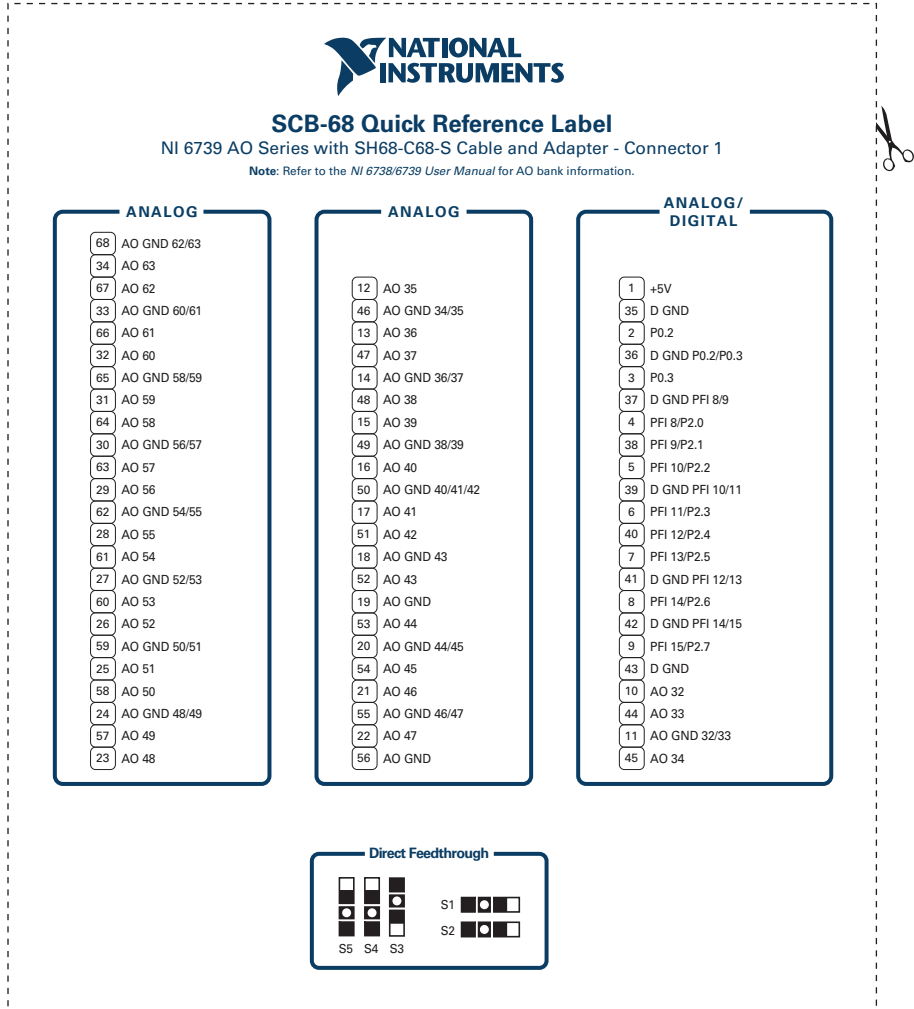 NATIONAL
INSTRUMENTS
SCB-68 Quick Reference Label
NI 6739 AO Series with SH68-C68-S Cable and Adapter - Connector 1
Note: Refer to the NI 6738/6739 User Manual for AO bank information.
ANALOG
68 AO GND 62/63
34 AO 63
67 AO 62
33 AO GND 60/61
66 AO 61
32 AO 60
65 AO GND 58/59
31 AO 59
64 AO 58
30 AO GND 56/57
63 AO 57
29 AO 56
62 AO GND 54/55
28 AO 55
61 AO 54
27 AO GND 52/53
60 AO 53
26 AO 52
59 AO GND 50/51
25 AO 51
58 AO 50
24 AO GND 48/49
57 AO 49
23 AO 48
ANALOG
12 AO 35
46 AO GND 34/35
13 AO 36
47 AO 37
14 AO GND 36/37
48 AO 38
15 AO 39
49 AO GND 38/39
16 AO 40
50 AO GND 40/41/42
17 AO 41
51 AO 42
18 AO GND 43
52 AO 43
19 AO GND
53 AO 44
20 AO GND 44/45
54 AO 45
21 AO 46
55 AO GND 46/47
22 AO 47
56 AO GND
ANALOG/
DIGITAL
1 +5V
35 D GND
2 P0.2
36 D GND P0.2/P0.3
3 P0.3
37 D GND PFI 8/9
4 PFI 8/P2.0
38 PFI 9/P2.1
5 PFI 10/P2.2
39 D GND PFI 10/11
6 PFI 11/P2.3
40 PFI 12/P2.4
7 PFI 13/P2.5
41 D GND PFI 12/13
8 PFI 14/P2.6
42 D GND PFI 14/15
9 PFI 15/P2.7
43 D GND
10 AO 32
44 AO 33
11 AO GND 32/33
45 AO 34
Direct Feedthrough
S1
S2
S5 S4 S3